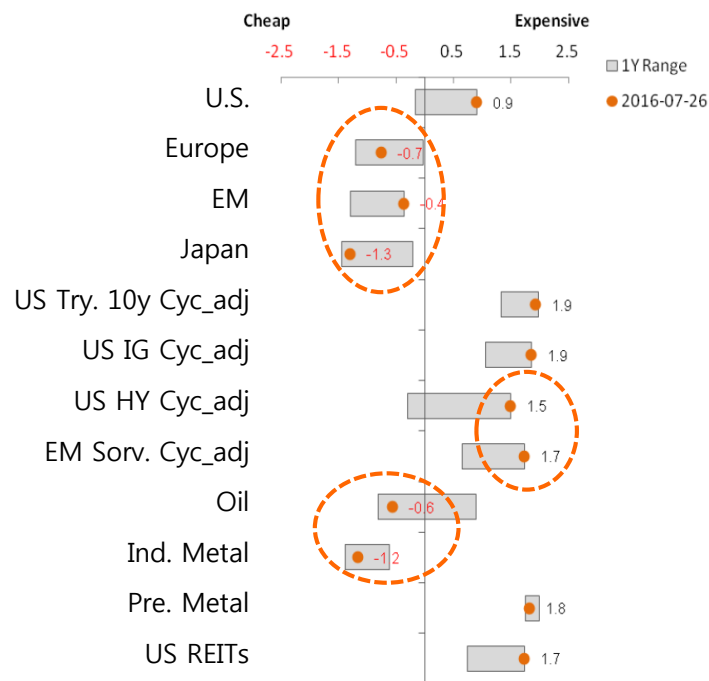 Cheap Expensive
-2.5 -1.5 -0.5 0.5 1.5 2.5
1Y Range
2016-07-26
U.S. 0.9
Europe -0.7
EM -0.4
Japan -1.3
US Try. 10y Cyc_adj 1.9
US IG Cyc_adj 1.9
US HY Cyc_adj 1.5
EM Sorv. Cyc_adj 1.7
Oil -0.6
Ind. Metal -1.2
Pre. Metal 1.8
US REITs 1.7